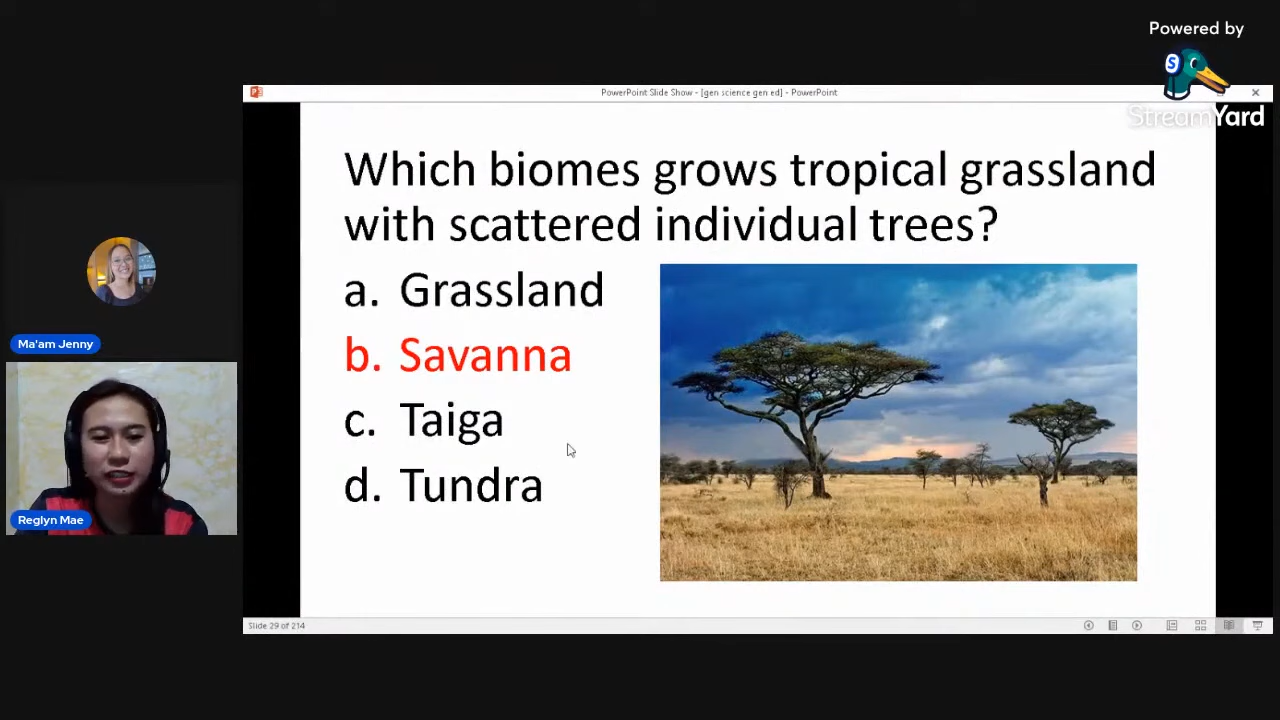 Powered by
S
StreamYard
PowerPoint Slide Show - [gen science gen ed] - PowerPoint
Which biomes grows tropical grassland
with scattered individual trees?
a. Grassland
b. Savanna
c. Taiga
d. Tundra
Ma'am Jenny
Reglyn Mae
Slide 29 of 214